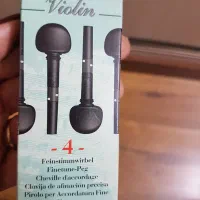 Violin
- 4 -
Feinstimmwirbel
Finetune-Peg
Cheville d'accordage
Clavija de afinación precisa
Pirolo per Accordatura Fine